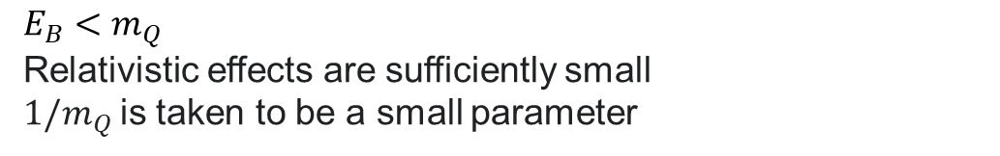 𝐸_𝐵 < 𝑚_𝑄
Relativistic effects are sufficiently small
1/𝑚_𝑄 is taken to be a small parameter